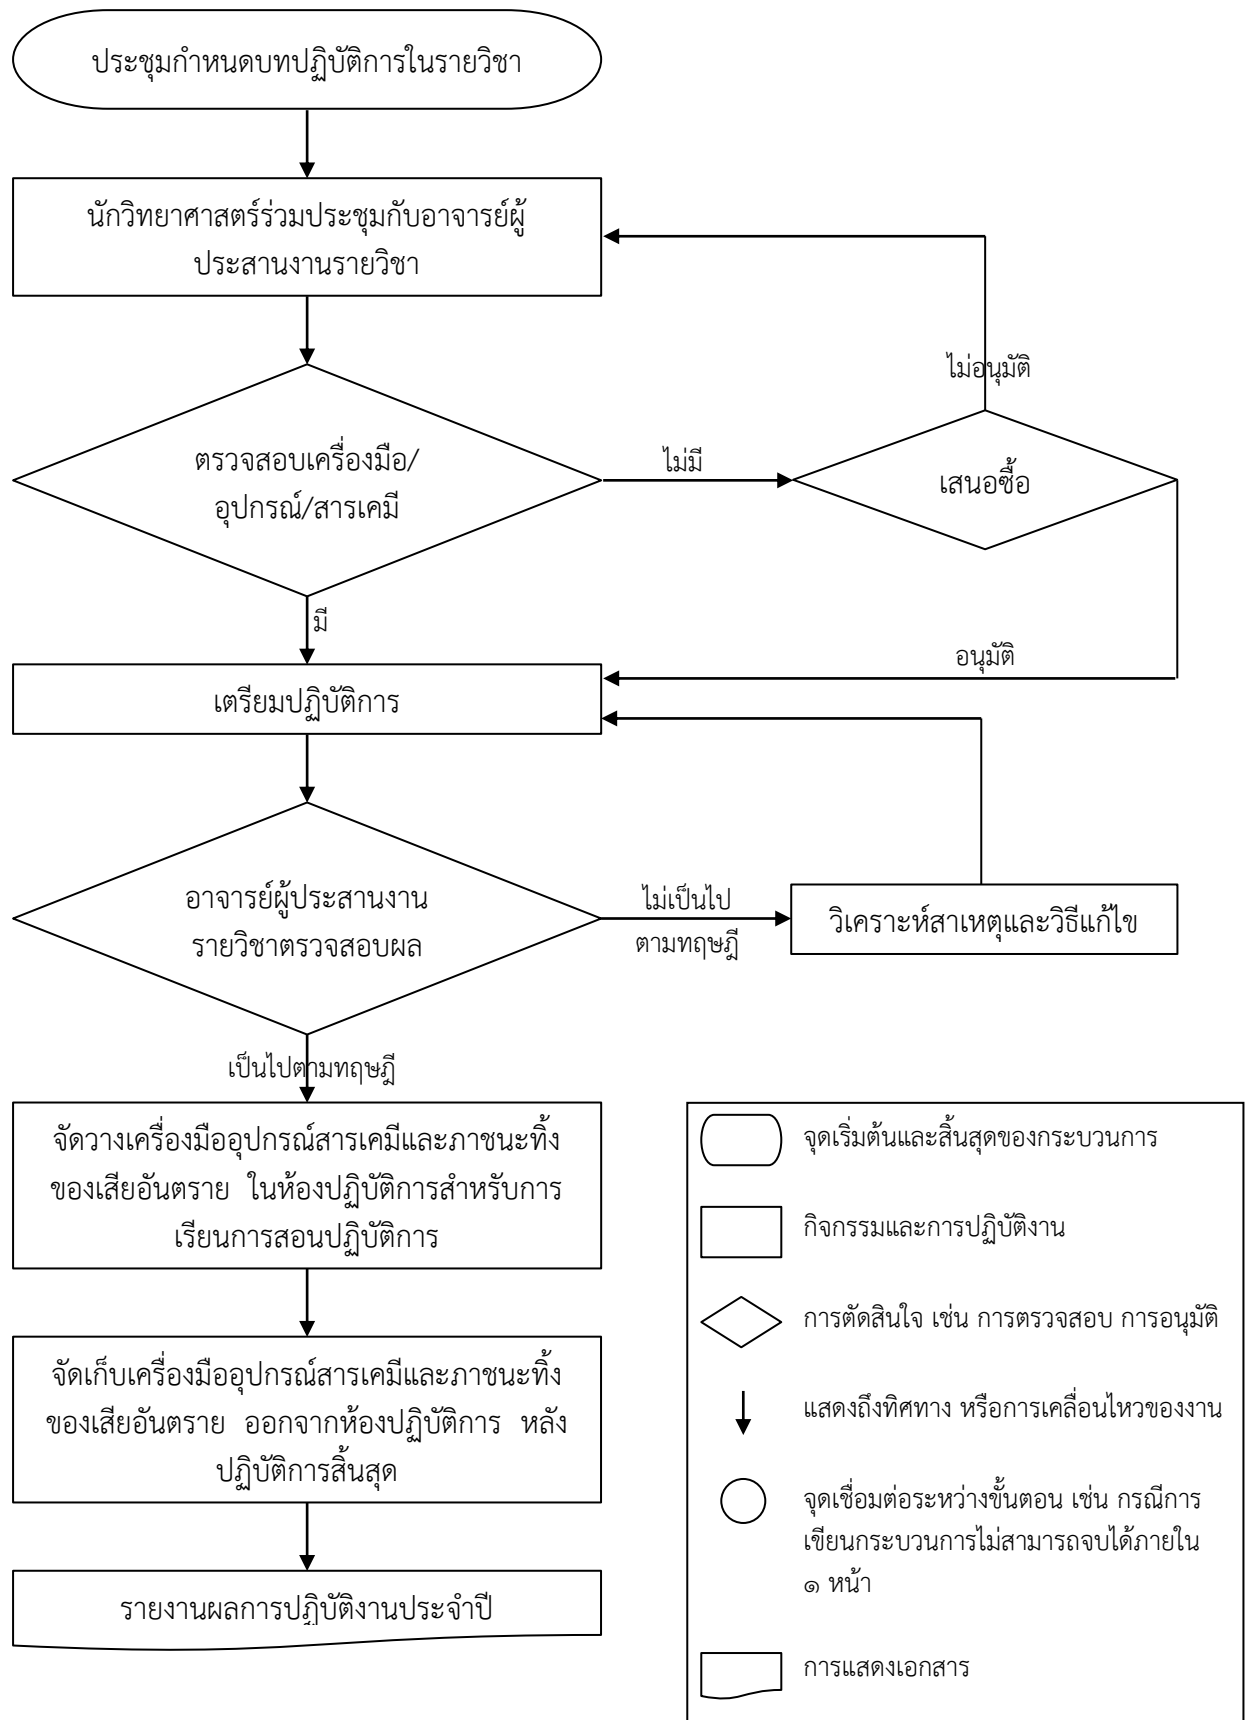 ประชุมกำหนดบทปฏิบัติการในรายวิชา
นักวิทยาศาสตร์ร่วมประชุมกับอาจารย์ผู้
ประสานงานรายวิชา
ไม่อนุมัติ
ตรวจสอบเครื่องมือ/
อุปกรณ์/สารเคมี
ไม่มี
เสนอซื้อ
มี
อนุมัติ
เตรียมปฏิบัติการ
อาจารย์ผู้ประสานงาน
รายวิชาตรวจสอบผล
ไม่เป็นไป
ตามทฤษฎี
วิเคราะห์สาเหตุและวิธีแก้ไข
เป็นไปตามทฤษฎี
จัดวางเครื่องมืออุปกรณ์สารเคมีและภาชนะทิ้ง
ของเสียอันตราย ในห้องปฏิบัติการสำหรับการ
เรียนการสอนปฏิบัติการ
จัดเก็บเครื่องมืออุปกรณ์สารเคมีและภาชนะทิ้ง
ของเสียอันตราย ออกจากห้องปฏิบัติการ หลัง
ปฏิบัติการสิ้นสุด
รายงานผลการปฏิบัติงานประจำปี
จุดเริ่มต้นและสิ้นสุดของกระบวนการ
กิจกรรมและการปฏิบัติงาน
การตัดสินใจ เช่น การตรวจสอบ การอนุมัติ
แสดงถึงทิศทาง หรือการเคลื่อนไหวของงาน
จุดเชื่อมต่อระหว่างขั้นตอน เช่น กรณีการ
เขียนกระบวนการไม่สามารถจบได้ภายใน
๑ หน้า
การแสดงเอกสาร